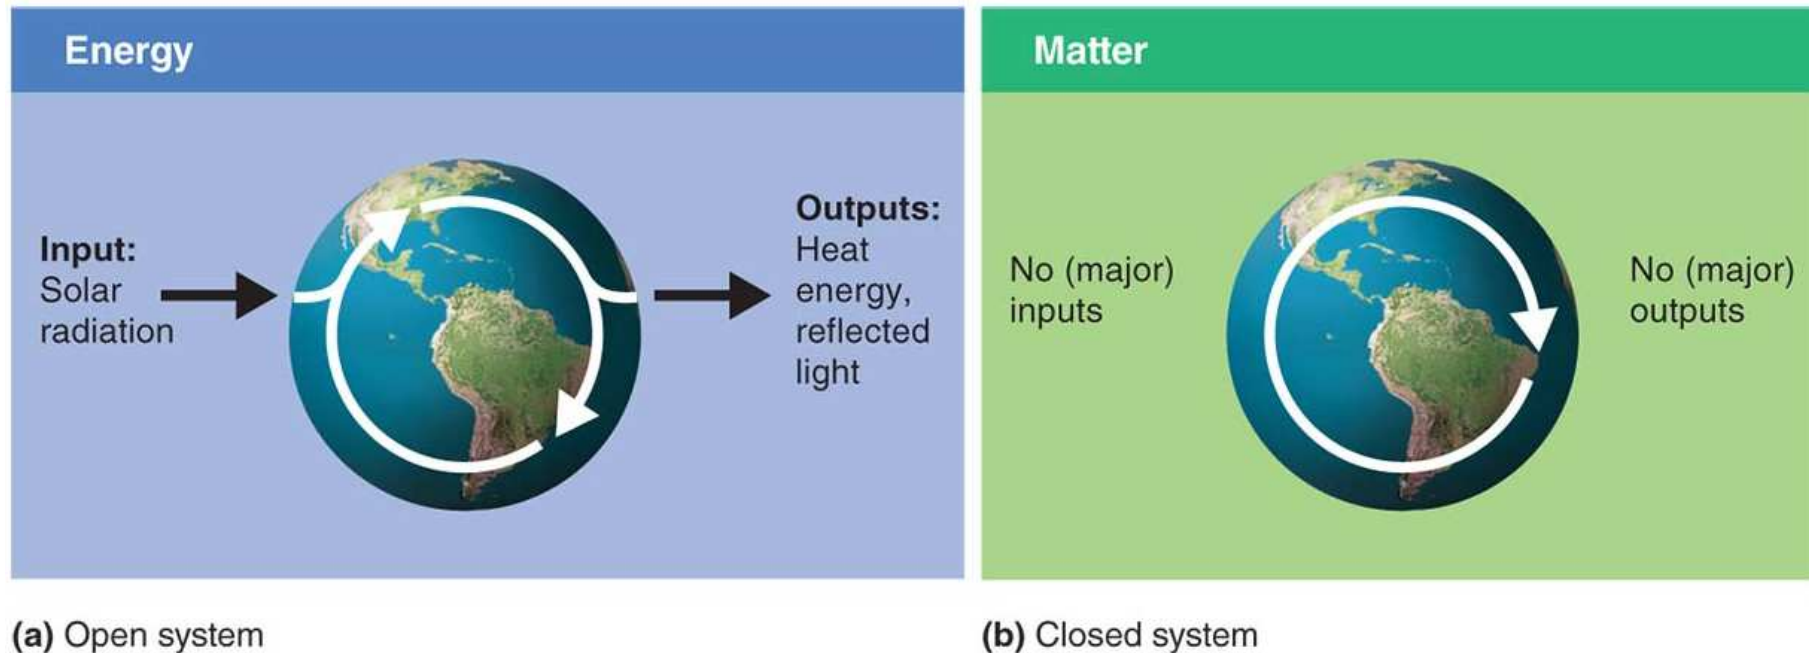 Energy
Input:
Solar
radiation
Outputs:
Heat
energy,
reflected
light
(a) Open system
Matter
No (major)
inputs
No (major)
outputs
(b) Closed system